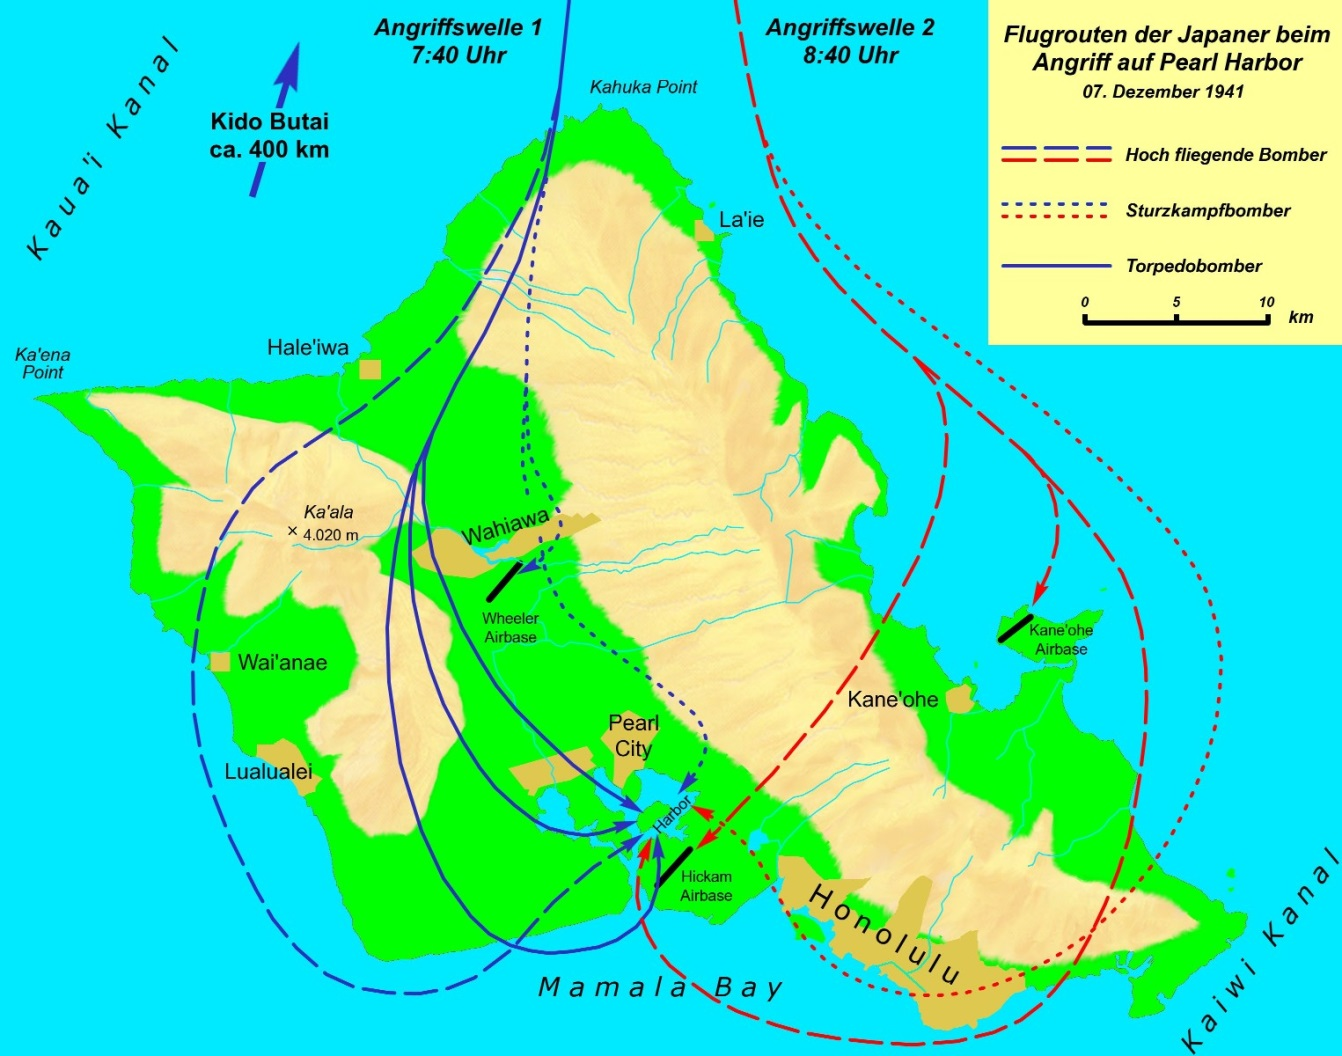 Angriffswelle 1
7:40 Uhr
Angriffswelle 2
8:40 Uhr
Flugrouten der Japaner beim
Angriff auf Pearl Harbor
07. Dezember 1941
Hoch fliegende Bomber
Sturzkampfbomber
Torpedobomber
0 5 10
km
Kaua'i Kanal
Kido Butai
ca. 400 km
Kahuka Point
La'ie
Hale'iwa
Ka'ena
Point
Ka'ala
× 4.020 m
Wahiawa
Wheeler
Airbase
Kane'ohe
Airbase
Wai'anae
Kane'ohe
Pearl
City
Lualualei
Harbor
Hickam
Airbase
Honolulu
Mamala Bay
Kaiwi Kanal